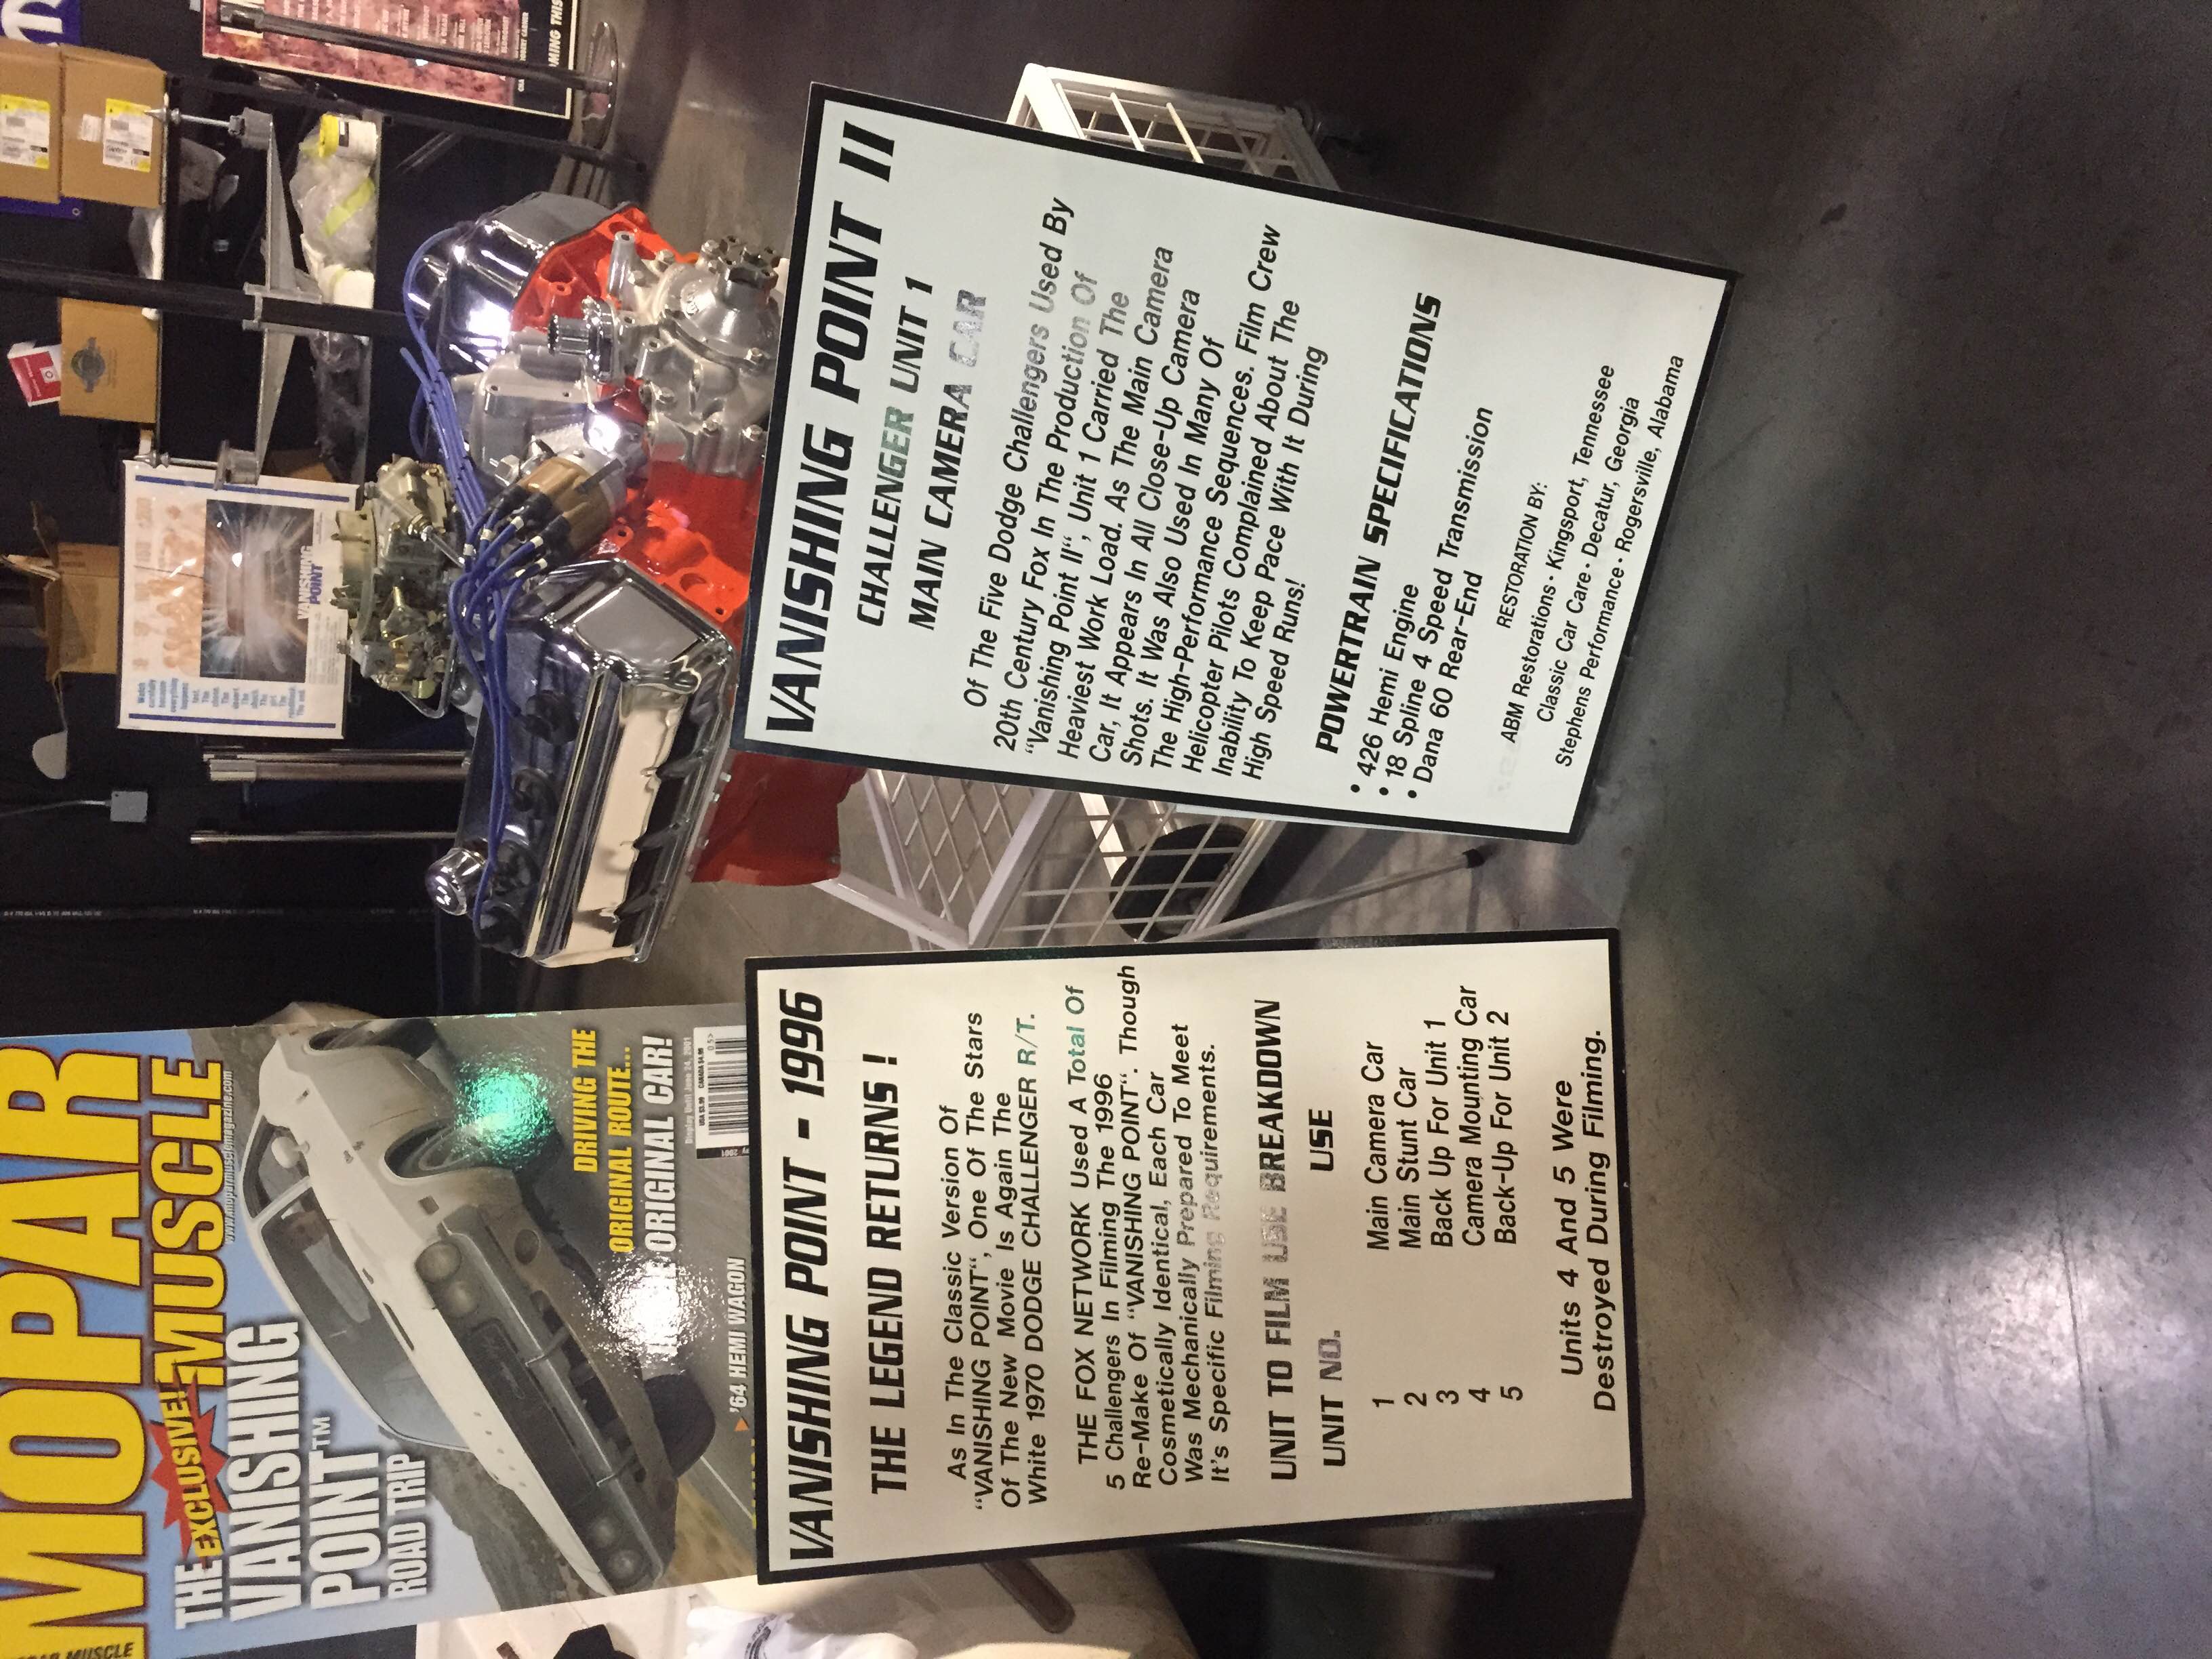 MOPAR
MUSCLE
www.moparmusclemagazine.com
THE EXCLUSIVE!
VANISHING
POINT™
ROAD TRIP
DRIVING THE
ORIGINAL ROUTE...
ORIGINAL CAR!
Display Until June 24, 2001
'64 HEMI WAGON
VANISHING POINT - 1996
THE LEGEND RETURNS !
As In The Classic Version Of
"VANISHING POINT", One Of The Stars
Of The New Movie Is Again The
White 1970 DODGE CHALLENGER R/T.
THE FOX NETWORK Used A Total Of
5 Challengers In Filming The 1996
Re-Make Of "VANISHING POINT". Though
Cosmetically Identical, Each Car
Was Mechanically Prepared To Meet
It's Specific Filming Requirements.
UNIT TO FILM USE BREAKDOWN
UNIT NO. USE
1 Main Camera Car
2 Main Stunt Car
3 Back Up For Unit 1
4 Camera Mounting Car
5 Back-Up For Unit 2
Units 4 And 5 Were
Destroyed During Filming.
VANISHING
POINT
VANISHING POINT II
CHALLENGER UNIT 1
MAIN CAMERA CAR
Of The Five Dodge Challengers Used By
20th Century Fox In The Production Of
"Vanishing Point II", Unit 1 Carried The
Heaviest Work Load. As The Main Camera
Car, It Appears In All Close-Up Camera
Shots. It Was Also Used In Many Of
The High-Performance Sequences. Film Crew
Helicopter Pilots Complained About The
Inability To Keep Pace With It During
High Speed Runs!
POWERTRAIN SPECIFICATIONS
• 426 Hemi Engine
• 18 Spline 4 Speed Transmission
• Dana 60 Rear-End
RESTORATION BY:
ABM Restorations · Kingsport, Tennessee
Classic Car Care · Decatur, Georgia
Stephens Performance · Rogersville, Alabama